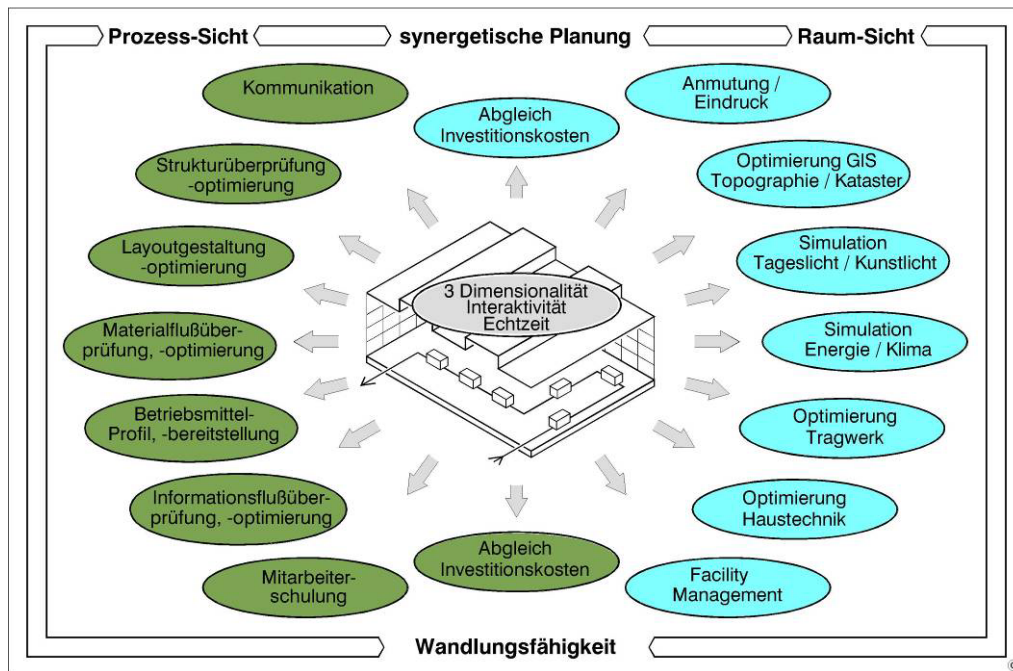 Prozess-Sicht
synergetische Planung
Raum-Sicht
Kommunikation
Abgleich
Investitionskosten
Anmutung /
Eindruck
Strukturüberprüfung
-optimierung
Optimierung GIS
Topographie / Kataster
Layoutgestaltung
-optimierung
Simulation
Tageslicht / Kunstlicht
3 Dimensionalität
Interaktivität
Echtzeit
Materialflußüber-
prüfung, -optimierung
Simulation
Energie / Klima
Betriebsmittel-
Profil, -bereitstellung
Optimierung
Tragwerk
Informationsflußüber-
prüfung, -optimierung
Optimierung
Haustechnik
Abgleich
Investitionskosten
Mitarbeiter-
schulung
Facility
Management
Wandlungsfähigkeit